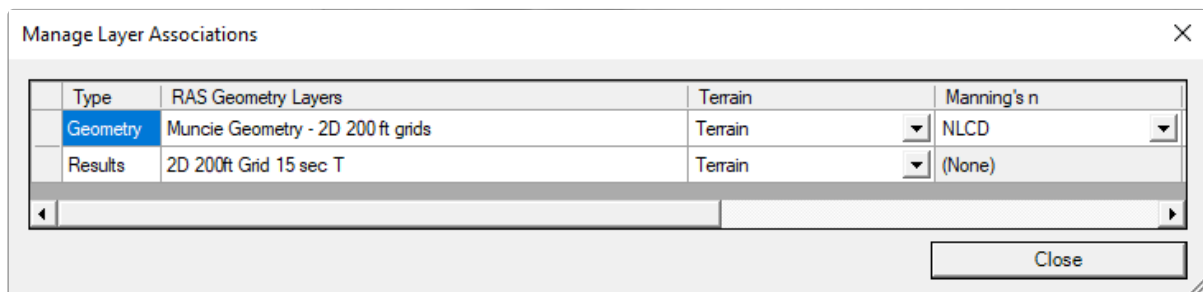 Manage Layer Associations
Type RAS Geometry Layers Terrain Manning's n
Geometry Muncie Geometry - 2D 200 ft grids Terrain NLCD
Results 2D 200ft Grid 15 sec T Terrain (None)
Close